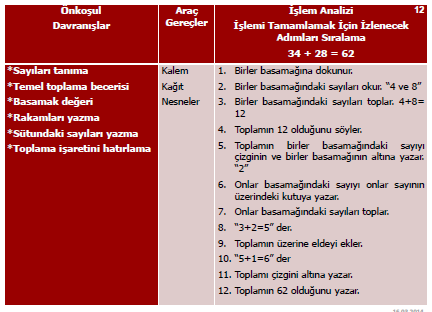 Önkoşul
Davranışlar
Araç
Gereçler
İşlem Analizi
12
İşlemi Tamamlamak İçin İzlenecek
Adımları Sıralama
34 + 28 = 62
*Sayıları tanıma
*Temel toplama becerisi
*Basamak değeri
*Rakamları yazma
*Sütundaki sayıları yazma
*Toplama işaretini hatırlama
Kalem
Kağıt
Nesneler
1. Birler basamağına dokunur.
2. Birler basamağındaki sayıları okur. "4 ve 8"
3. Birler basamağındaki sayıları toplar. 4+8=
12
4. Toplamın 12 olduğunu söyler.
5. Toplamın birler basamağındaki sayıyı
çizginin ve birler basamağının altına yazar.
"2"
6. Onlar basamağındaki sayıyı onlar sayının
üzerindeki kutuya yazar.
7. Onlar basamağındaki sayıları toplar.
8. "3+2=5" der.
9. Toplamın üzerine eldeyi ekler.
10. "5+1=6" der
11. Toplamı çizgini altına yazar.
12. Toplamın 62 olduğunu yazar.